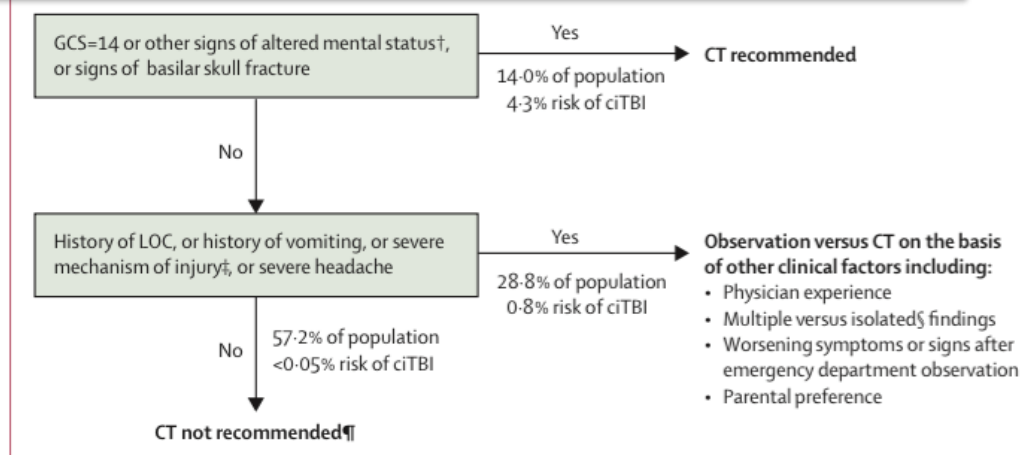 GCS=14 or other signs of altered mental status†,
or signs of basilar skull fracture
Yes
14·0% of population
4·3% risk of ciTBI
CT recommended
No
History of LOC, or history of vomiting, or severe
mechanism of injury‡, or severe headache
Yes
28·8% of population
0·8% risk of ciTBI
Observation versus CT on the basis
of other clinical factors including:
• Physician experience
• Multiple versus isolated§ findings
• Worsening symptoms or signs after
emergency department observation
• Parental preference
No
57·2% of population
<0·05% risk of ciTBI
CT not recommended¶